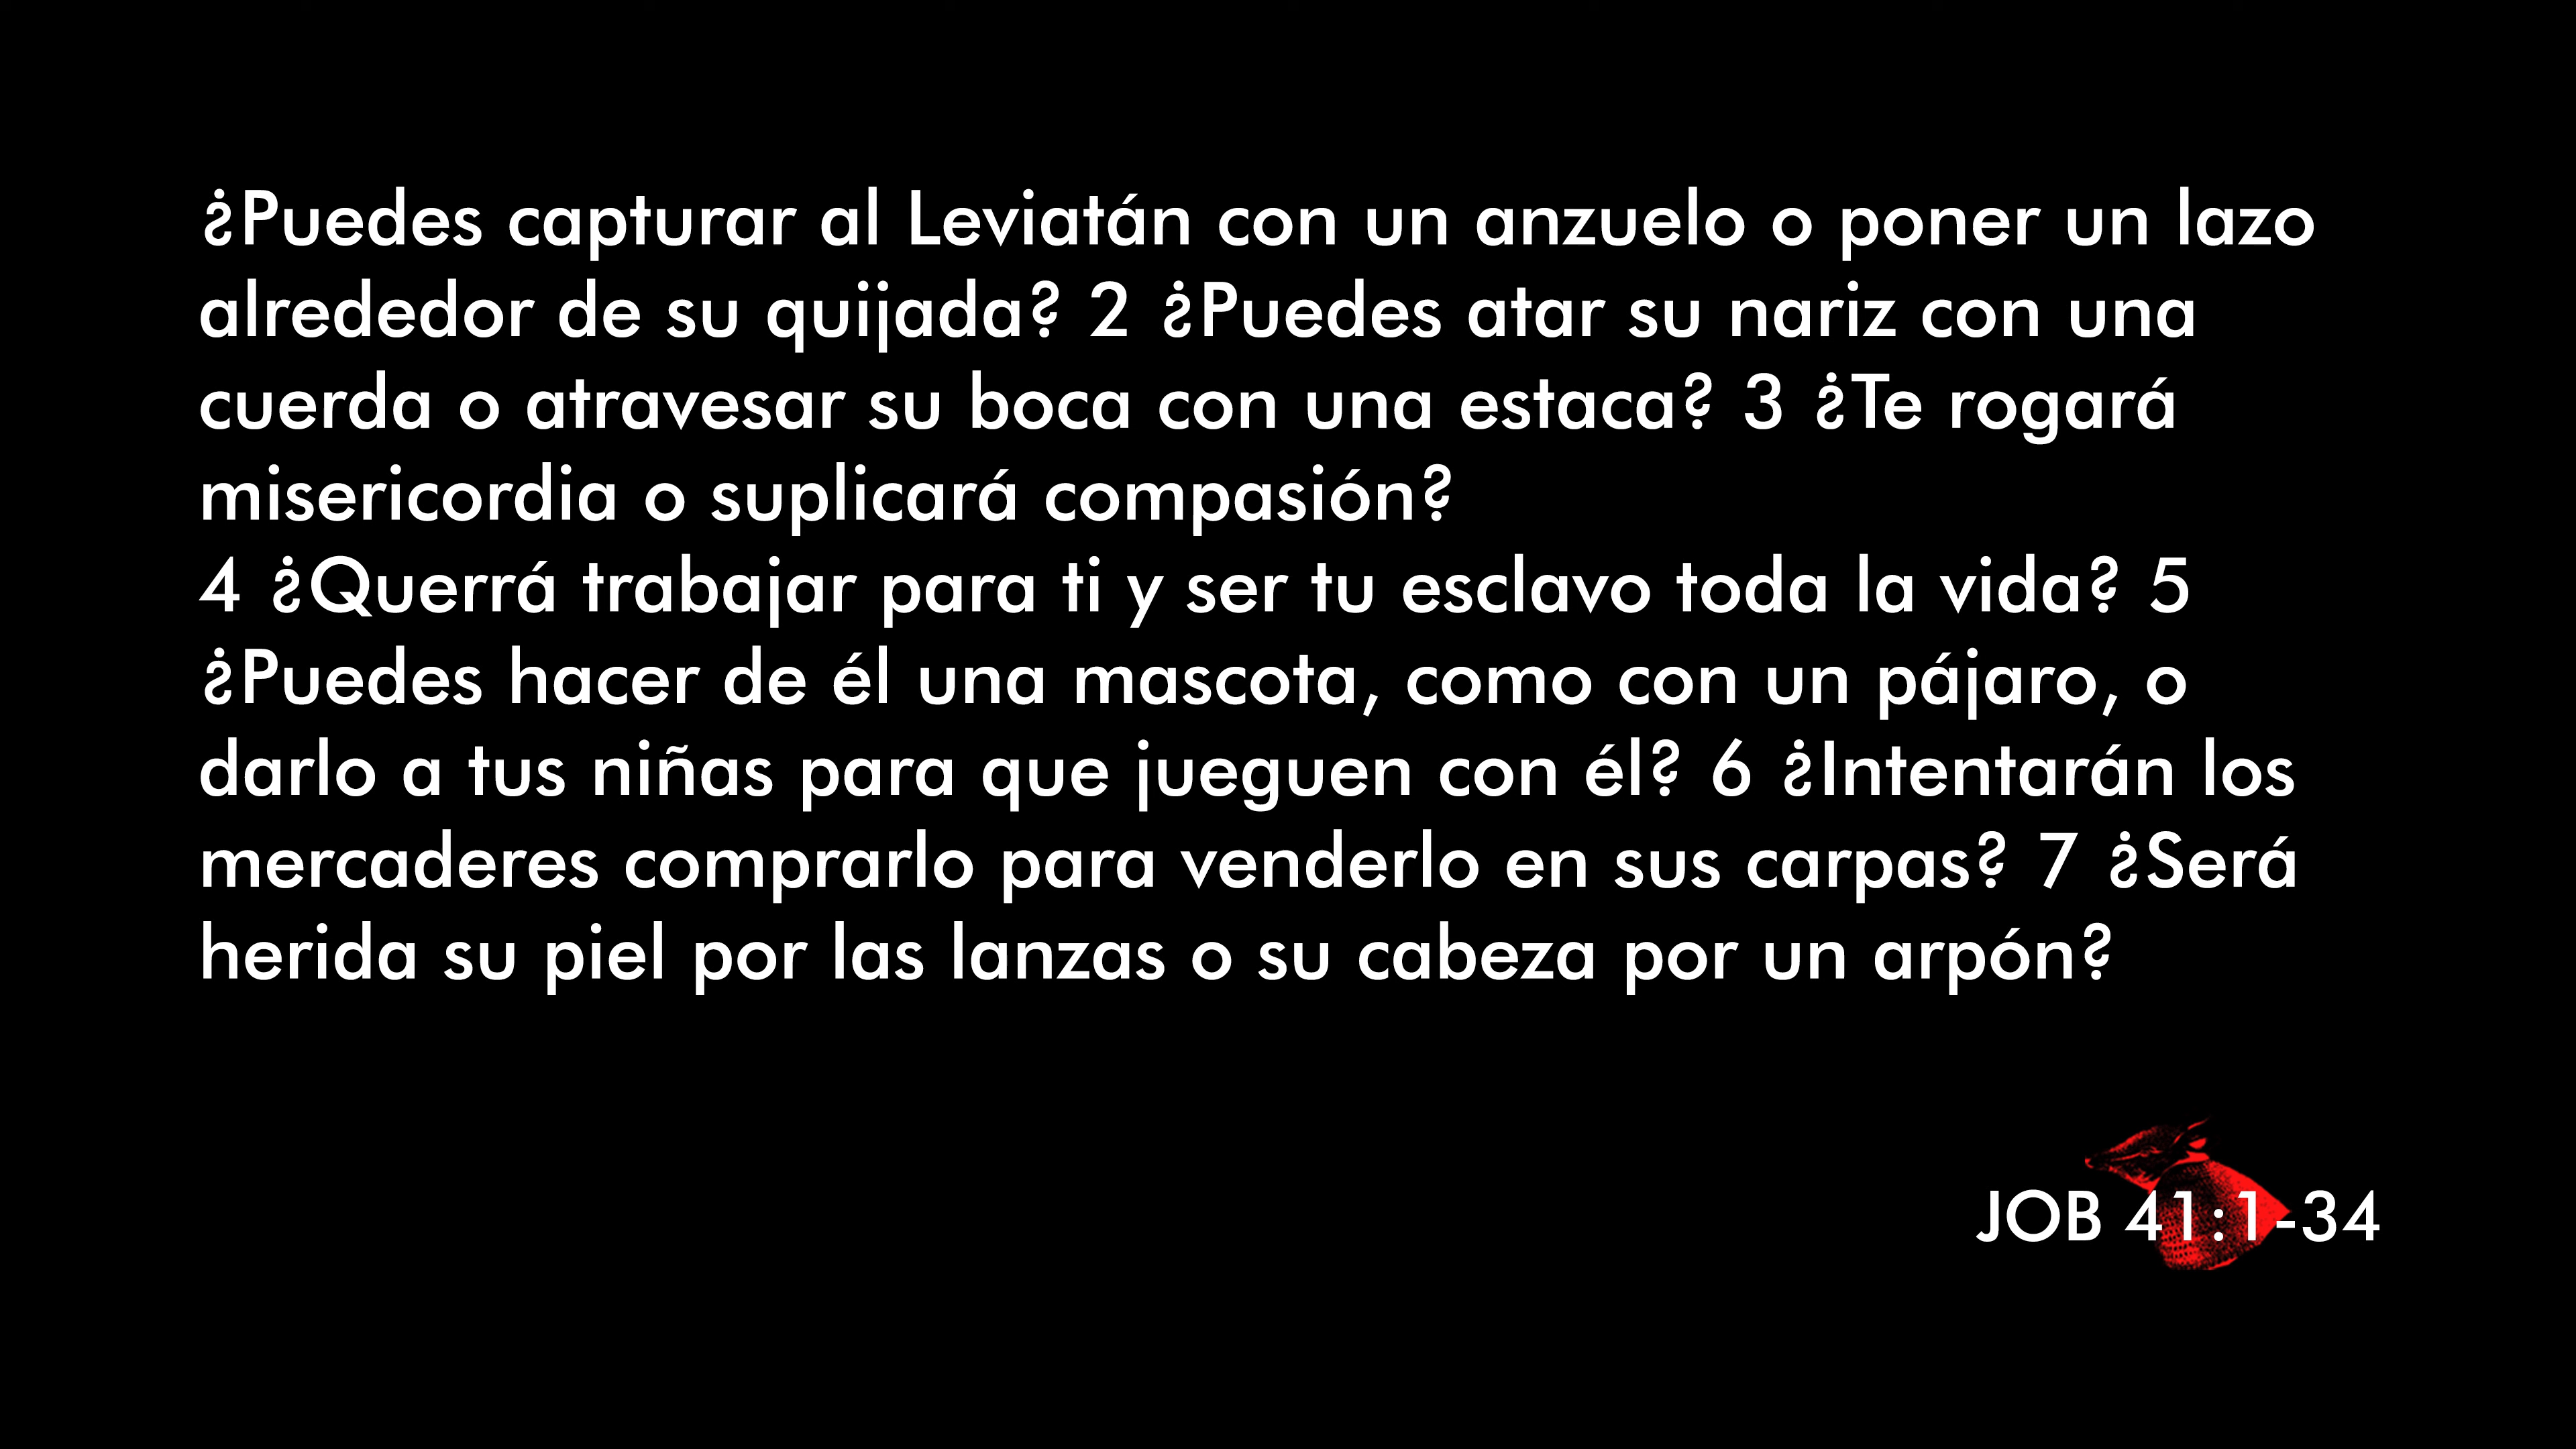 ¿Puedes capturar al Leviatán con un anzuelo o poner un lazo
alrededor de su quijada? 2 ¿Puedes atar su nariz con una
cuerda o atravesar su boca con una estaca? 3 ¿Te rogará
misericordia o suplicará compasión?
4 ¿Querrá trabajar para ti y ser tu esclavo toda la vida? 5
¿Puedes hacer de él una mascota, como con un pájaro, o
darlo a tus niñas para que jueguen con él? 6 ¿Intentarán los
mercaderes comprarlo para venderlo en sus carpas? 7 ¿Será
herida su piel por las lanzas o su cabeza por un arpón?
JOB 41:1-34